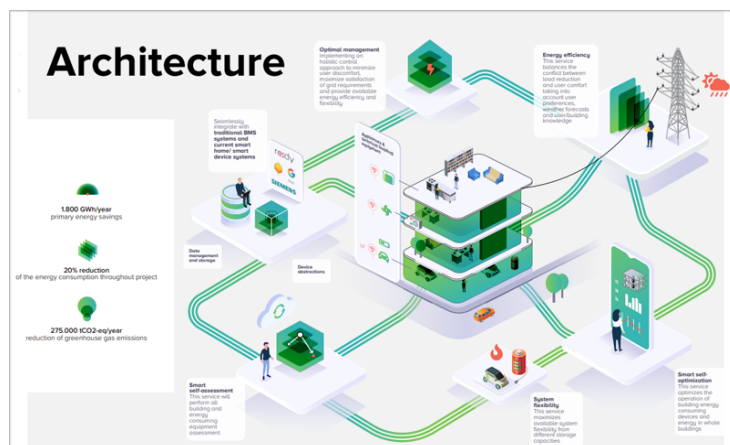 Architecture
Optimal management
Implementing an
holistic control
approach to minimize
user discomfort,
maximize satisfaction
of grid requirements
and provide available
energy efficiency and
flexibility
Energy efficiency
This service
balances the
conflict between
load reduction
and user comfort
taking into
account user
preferences,
weather forecasts
and user/building
knowledge
Seamlessly
integrate with
traditional BMS
systems and
current smart
home/ smart
device systems
SIEMENS
1.800 GWh/year
primary energy savings
20% reduction
of the energy consumption throughout project
275.000 tCO2-eq/year
reduction of greenhouse gas emissions
Data
management
and storage
Device
abstractions
Smart
self-assessment
This service will
perform all
building and
energy
consuming
equipment
assessment
System
flexibility
This service
maximizes
available system
flexibility from
different storage
capacities
Smart self-
optimization
This service
optimizes the
operation of
building energy
consuming
devices and
energy in whole
buildings